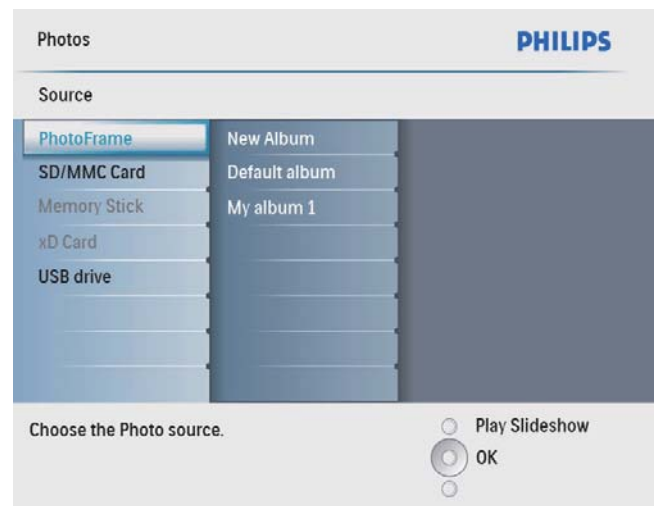 Photos
PHILIPS
Source
PhotoFrame
New Album
SD/MMC Card
Default album
Memory Stick
My album 1
xD Card
USB drive
Choose the Photo source.
Play Slideshow
OK